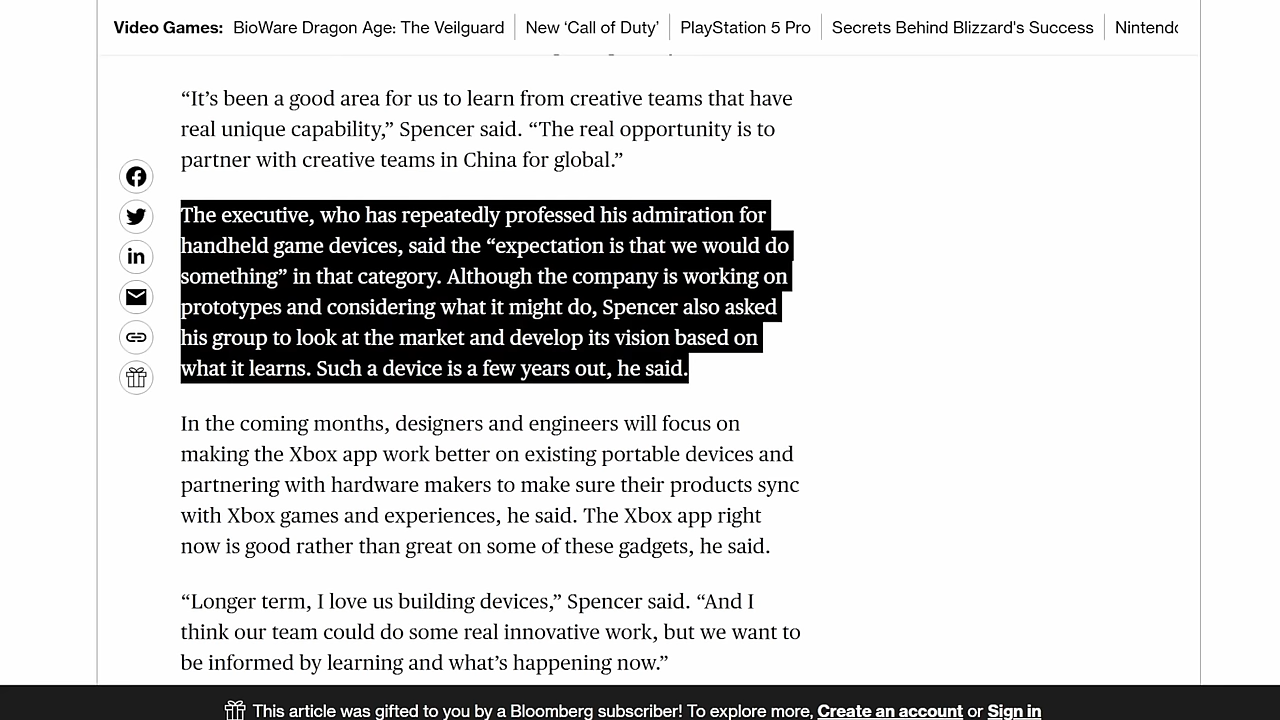 Video Games: BioWare Dragon Age: The Veilguard New ‘Call of Duty’ PlayStation 5 Pro Secrets Behind Blizzard's Success
“It’s been a good area for us to learn from creative teams that have
real unique capability,” Spencer said. “The real opportunity is to
partner with creative teams in China for global.”
The executive, who has repeatedly professed his admiration for
handheld game devices, said the “expectation is that we would do
something” in that category. Although the company is working on
prototypes and considering what it might do, Spencer also asked
his group to look at the market and develop its vision based on
what it learns. Such a device is a few years out, he said.
In the coming months, designers and engineers will focus on
making the Xbox app work better on existing portable devices and
partnering with hardware makers to make sure their products sync
with Xbox games and experiences, he said. The Xbox app right
now is good rather than great on some of these gadgets, he said.
“Longer term, I love us building devices,” Spencer said. “And I
think our team could do some real innovative work, but we want to
be informed by learning and what’s happening now.”
This article was gifted to you by a Bloomberg subscriber! To explore more, Create an account or Sign in